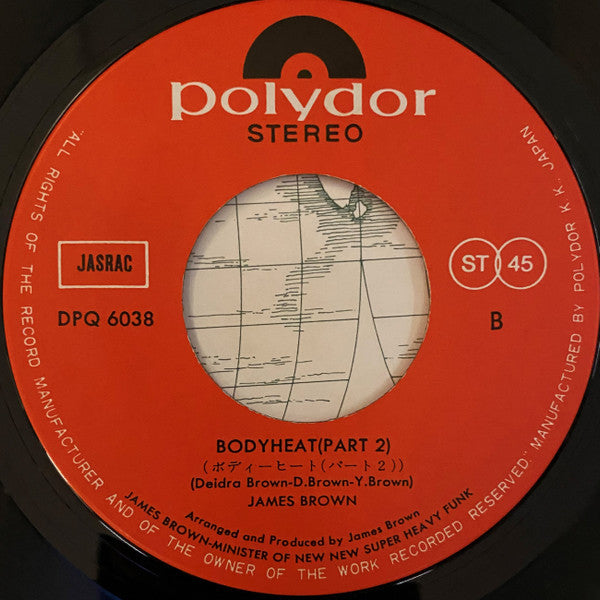 polydor
STEREO
JASRAC
DPQ 6038
ST 45
B
BODYHEAT(PART 2)
(ボディーヒート(パート2))
(Deidra Brown-D.Brown-Y.Brown)
JAMES BROWN
Arranged and Produced by James Brown
JAMES BROWN-MINISTER OF NEW NEW SUPER HEAVY FUNK
"ALL RIGHTS OF THE RECORD MANUFACTURER AND OF THE OWNER OF THE WORK RECORDED RESERVED." MANUFACTURED BY POLYDOR K. K. JAPAN